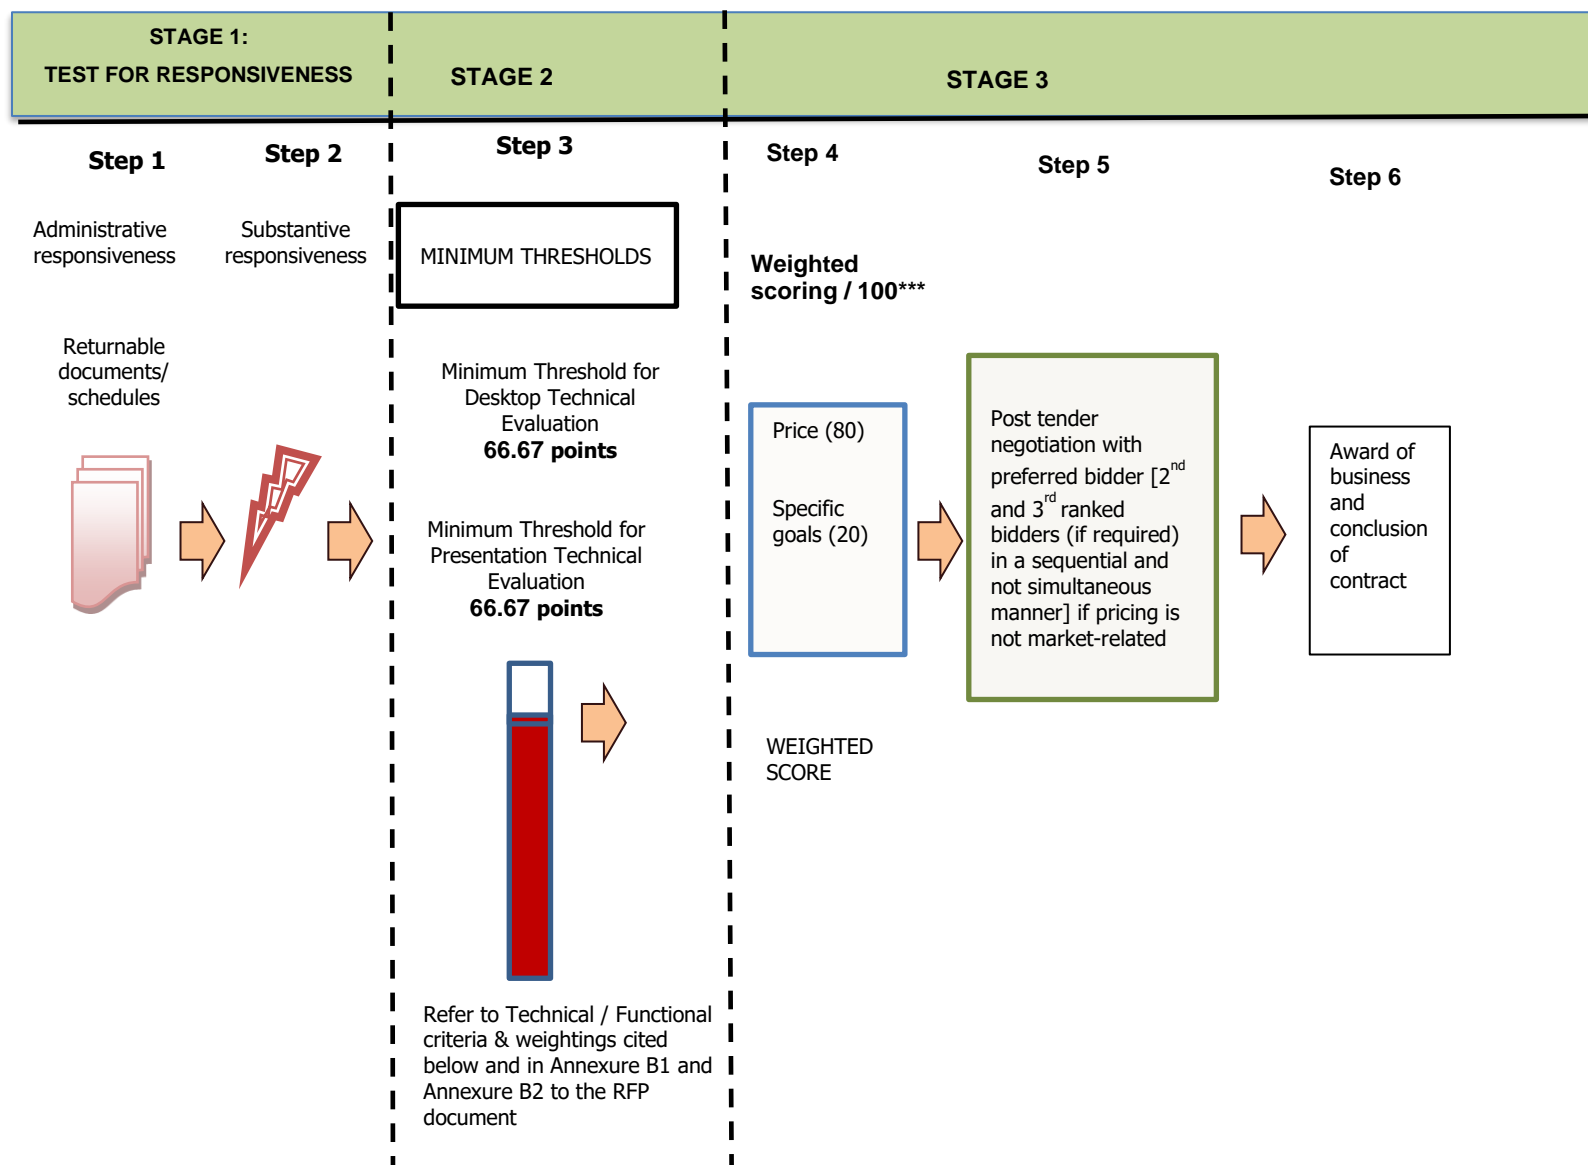 STAGE 1:
TEST FOR RESPONSIVENESS
STAGE 2
STAGE 3
Step 1
Step 2
Step 3
Step 4
Step 5
Step 6
Administrative
responsiveness
Substantive
responsiveness
MINIMUM THRESHOLDS
Weighted
scoring / 100***
Returnable
documents/
schedules
Minimum Threshold for
Desktop Technical
Evaluation
66.67 points
Minimum Threshold for
Presentation Technical
Evaluation
66.67 points
Refer to Technical / Functional
criteria & weightings cited
below and in Annexure B1 and
Annexure B2 to the RFP
document
Price (80)
Specific
goals (20)
WEIGHTED
SCORE
Post tender
negotiation with
preferred bidder [2nd
and 3rd ranked
bidders (if required)
in a sequential and
not simultaneous
manner] if pricing is
not market-related
Award of
business
and
conclusion
of
contract